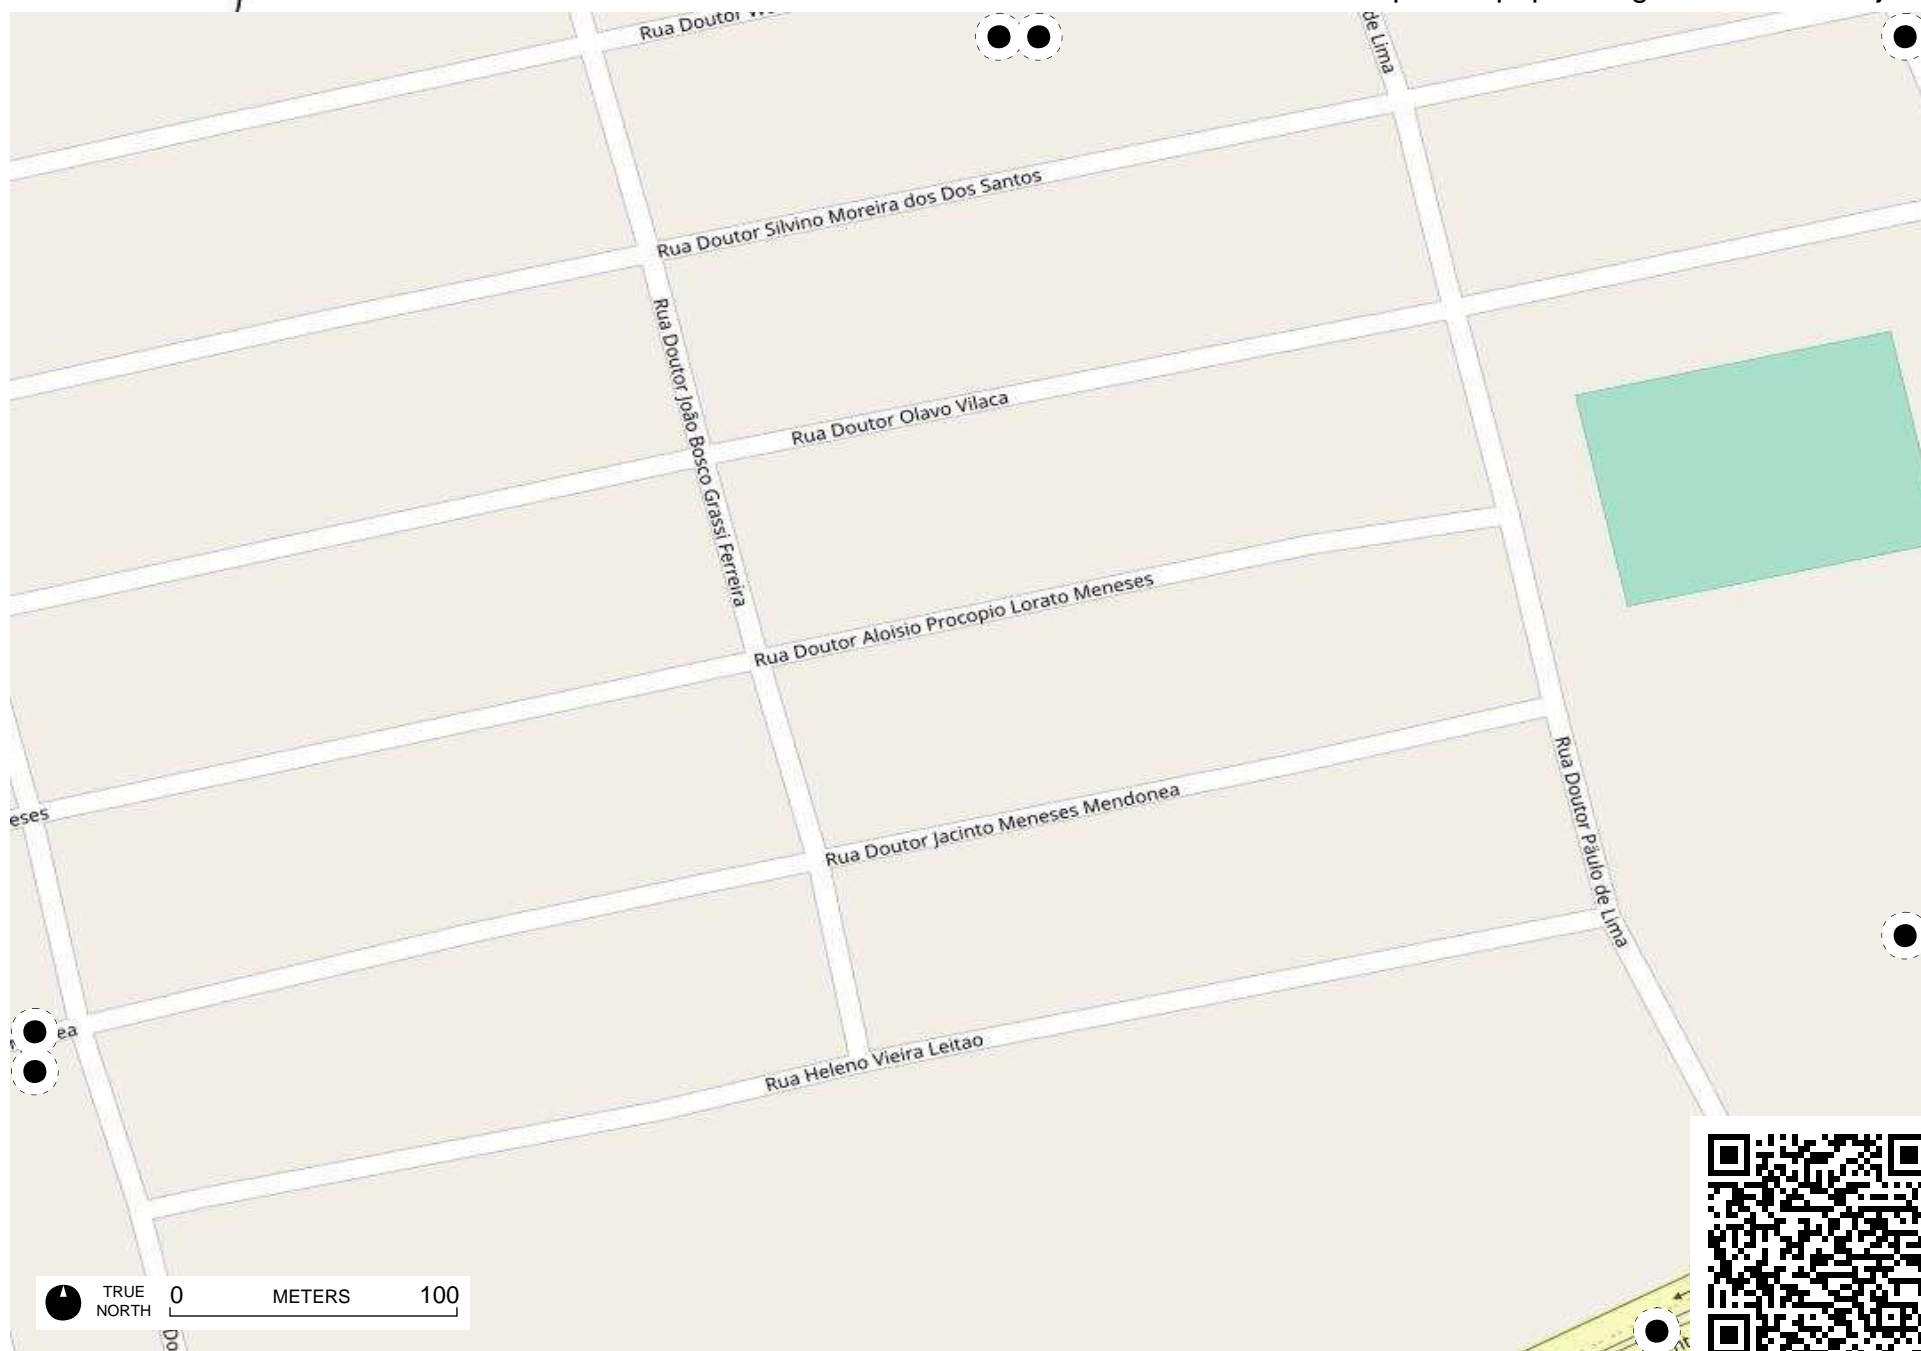 Rua Doutor
de Lima
Rua Doutor Silvino Moreira dos Dos Santos
Rua Doutor João Bosco Grassi Ferreira
Rua Doutor Olavo Vilaca
Rua Doutor Aloisio Procopio Lorato Meneses
Rua Doutor Päulo de Lima
eses
Rua Doutor Jacinto Meneses Mendonea
ea
Rua Heleno Vieira Leitao
TRUE NORTH
0 METERS 100
Do